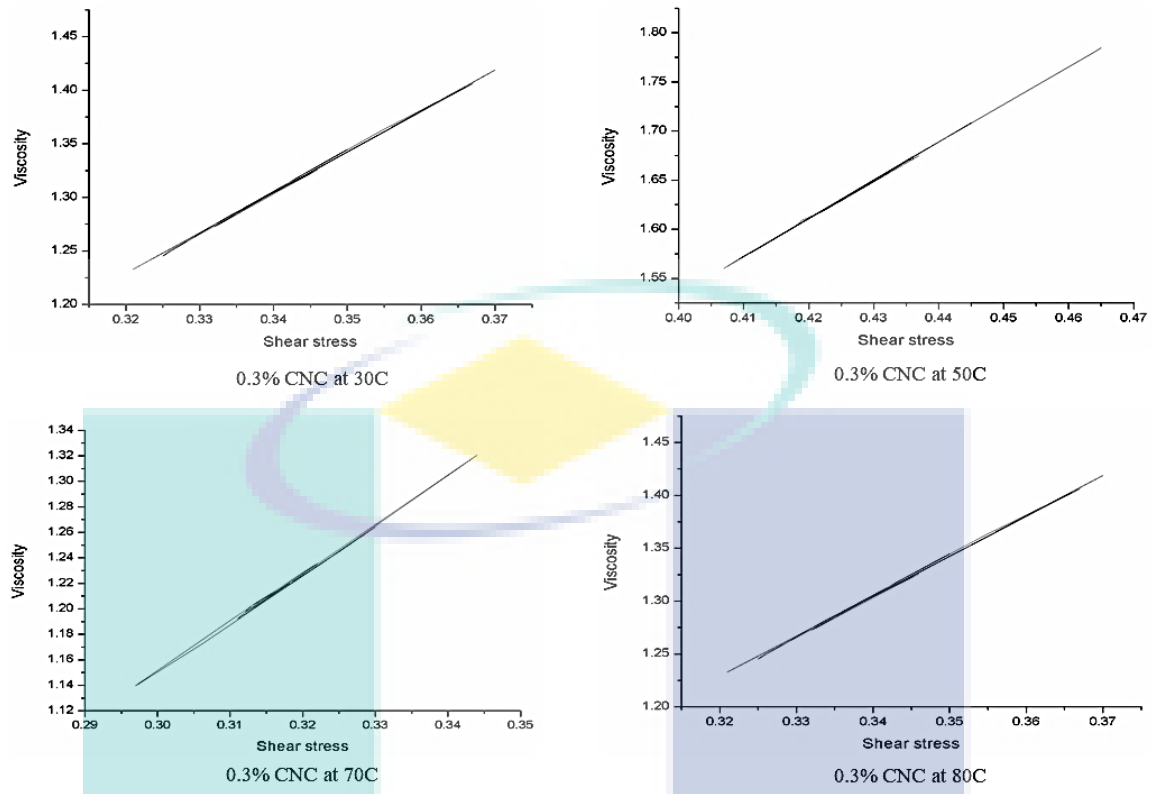 1.45
1.40
1.35
1.30
1.25
1.20
Viscosity
0.32 0.33 0.34 0.35 0.36 0.37
Shear stress
0.3% CNC at 30C
1.80
1.75
1.70
1.65
1.60
1.55
Viscosity
0.40 0.41 0.42 0.43 0.44 0.45 0.46 0.47
Shear stress
0.3% CNC at 50C
1.34
1.32
1.30
1.28
1.26
1.24
1.22
1.20
1.18
1.16
1.14
1.12
Viscosity
0.29 0.30 0.31 0.32 0.33 0.34 0.35
Shear stress
0.3% CNC at 70C
1.45
1.40
1.35
1.30
1.25
1.20
Viscosity
0.32 0.33 0.34 0.35 0.36 0.37
Shear stress
0.3% CNC at 80C